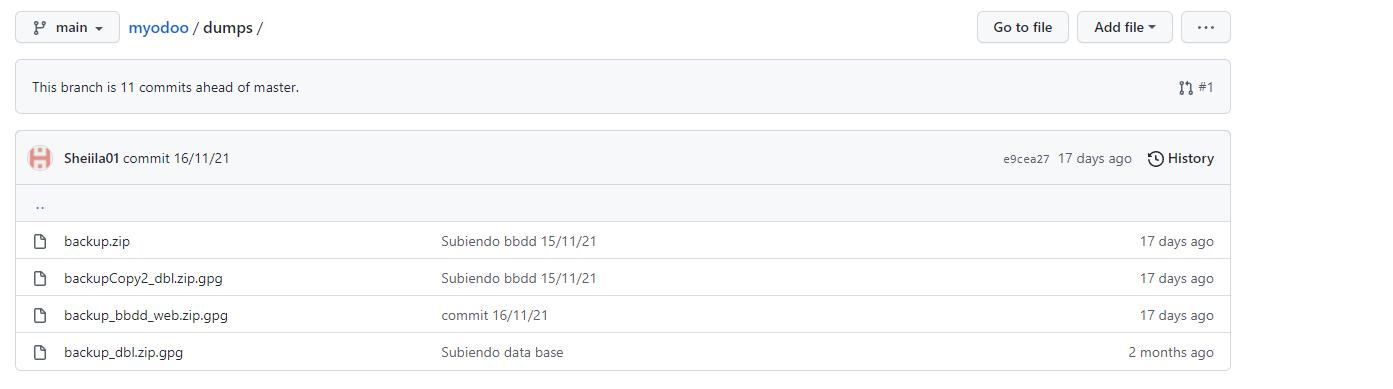 main myodoo / dumps / Go to file Add file ...
This branch is 11 commits ahead of master. #1
Sheiila01 commit 16/11/21 e9cea27 17 days ago History
..
backup.zip Subiendo bbdd 15/11/21 17 days ago
backupCopy2_dbl.zip.gpg Subiendo bbdd 15/11/21 17 days ago
backup_bbdd_web.zip.gpg commit 16/11/21 17 days ago
backup_dbl.zip.gpg Subiendo data base 2 months ago